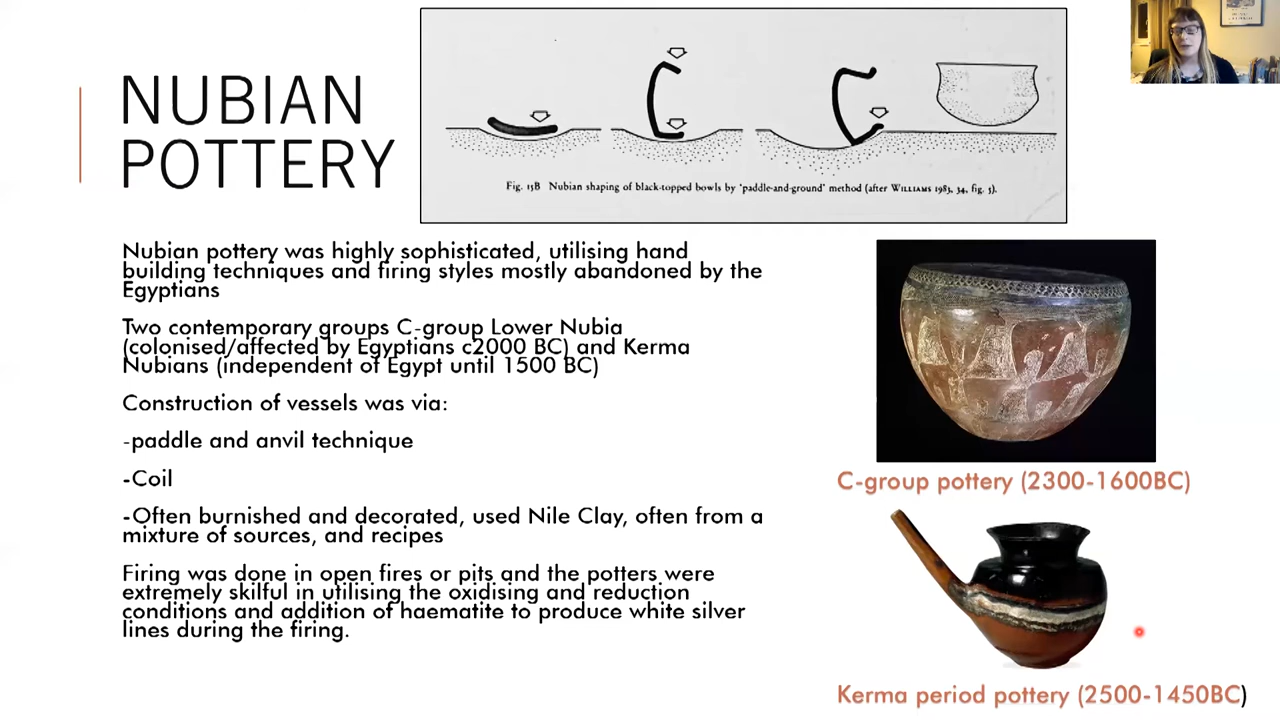 NUBIAN
POTTERY
Fig. 15B Nubian shaping of black-topped bowls by 'paddle-and-ground' method (after WILLIAMS 1983, 34, fig. 5).
Nubian pottery was highly sophisticated, utilising hand
building techniques and firing styles mostly abandoned by the
Egyptians
Two contemporary groups C-group Lower Nubia
(colonised/affected by Egyptians c2000 BC) and Kerma
Nubians (independent of Egypt until 1500 BC)
Construction of vessels was via:
-paddle and anvil technique
-Coil
-Often burnished and decorated, used Nile Clay, often from a
mixture of sources, and recipes
Firing was done in open fires or pits and the potters were
extremely skilful in utilising the oxidising and reduction
conditions and addition of haematite to produce white silver
lines during the firing.
C-group pottery (2300-1600BC)
Kerma period pottery (2500-1450BC)